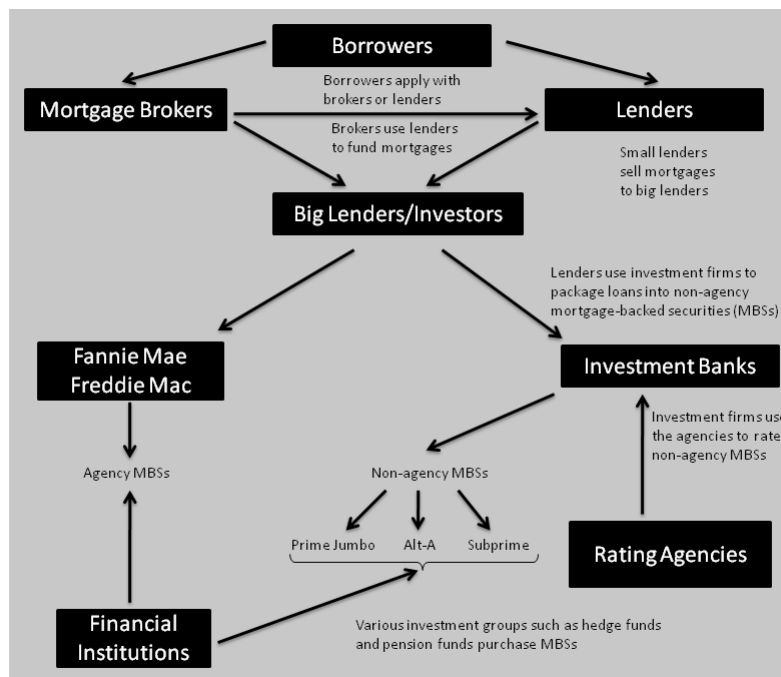 Borrowers
Borrowers apply with
brokers or lenders
Mortgage Brokers
Lenders
Brokers use lenders
to fund mortgages
Small lenders
sell mortgages
to big lenders
Big Lenders/Investors
Lenders use investment firms to
package loans into non-agency
mortgage-backed securities (MBSs)
Fannie Mae
Freddie Mac
Investment Banks
Investment firms use
the agencies to rate
non-agency MBSs
Agency MBSs
Non-agency MBSs
Prime Jumbo
Alt-A
Subprime
Rating Agencies
Financial
Institutions
Various investment groups such as hedge funds
and pension funds purchase MBSs